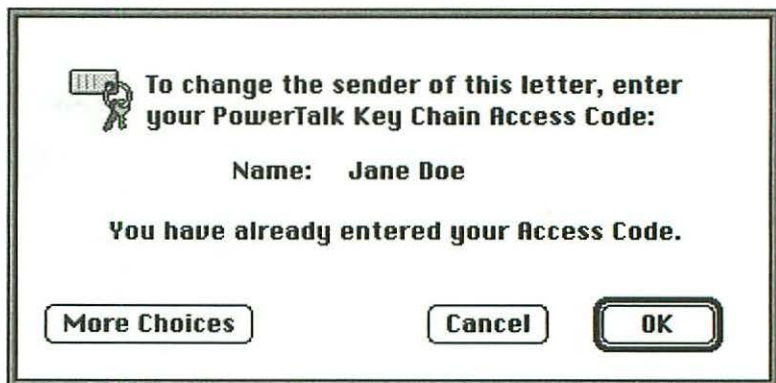 To change the sender of this letter, enter
your PowerTalk Key Chain Access Code:
Name: Jane Doe
You have already entered your Access Code.
More Choices Cancel OK